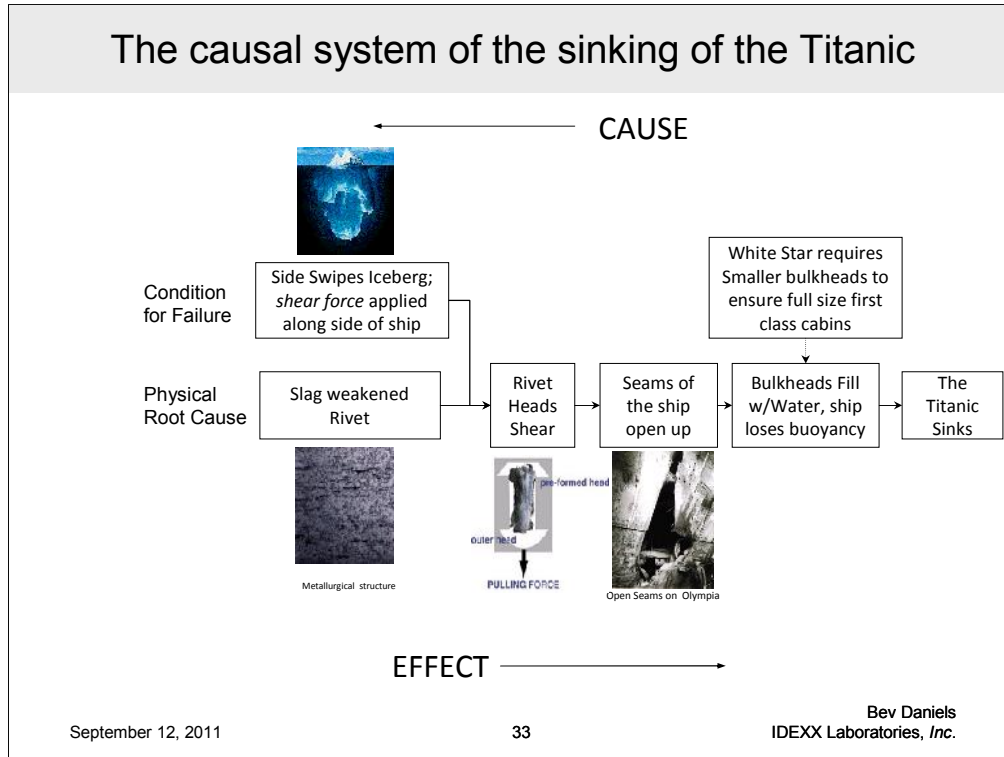 The causal system of the sinking of the Titanic
CAUSE
Condition
for Failure
Side Swipes Iceberg;
shear force applied
along side of ship
White Star requires
Smaller bulkheads to
ensure full size first
class cabins
Physical
Root Cause
Slag weakened
Rivet
Rivet
Heads
Shear
Seams of
the ship
open up
Bulkheads Fill
w/Water, ship
loses buoyancy
The
Titanic
Sinks
Metallurgical structure
pre-formed head
outer head
PULLING FORCE
Open Seams on Olympia
EFFECT
September 12, 2011
33
Bev Daniels
IDEXX Laboratories, Inc.